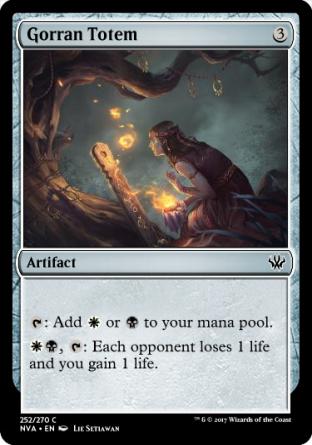 Gorran Totem 3
Artifact
: Add or to your mana pool.
, : Each opponent loses 1 life
and you gain 1 life.
252/270 C
NVA • EN Lie Setiawan
™ & © 2017 Wizards of the Coast